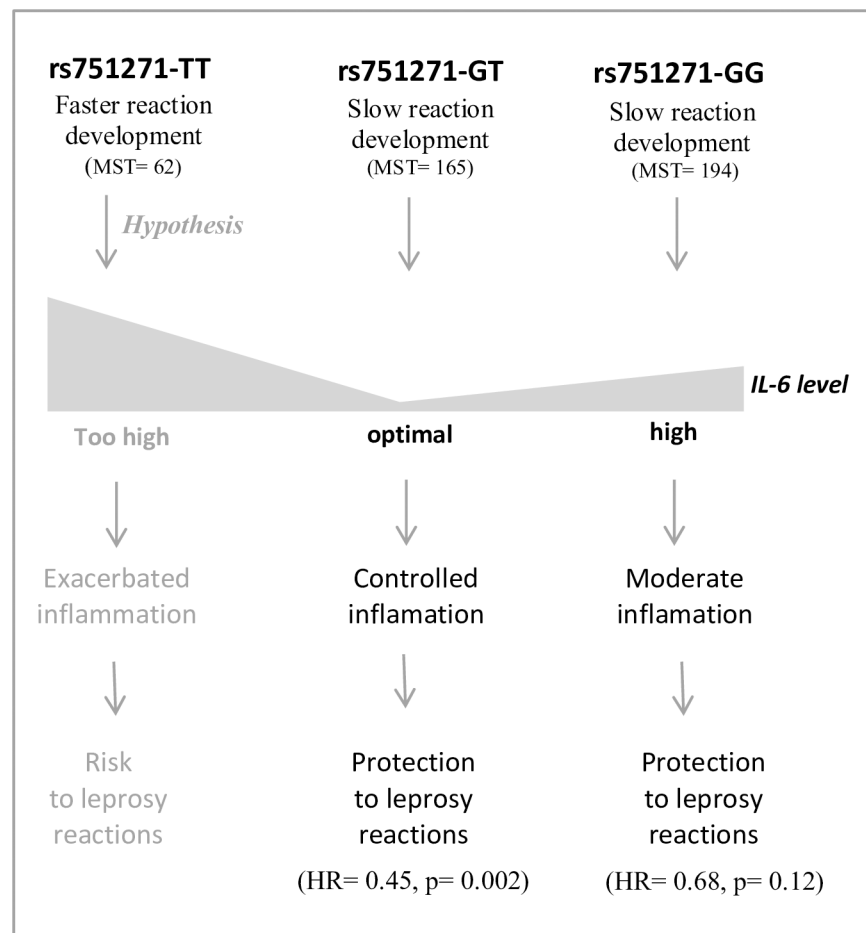 rs751271-TT
Faster reaction
development
(MST= 62)
rs751271-GT
Slow reaction
development
(MST= 165)
rs751271-GG
Slow reaction
development
(MST= 194)
Hypothesis
IL-6 level
Too high
optimal
high
Exacerbated
inflammation
Controlled
inflamation
Moderate
inflamation
Risk
to leprosy
reactions
Protection
to leprosy
reactions
(HR= 0.45, p= 0.002)
Protection
to leprosy
reactions
(HR= 0.68, p= 0.12)